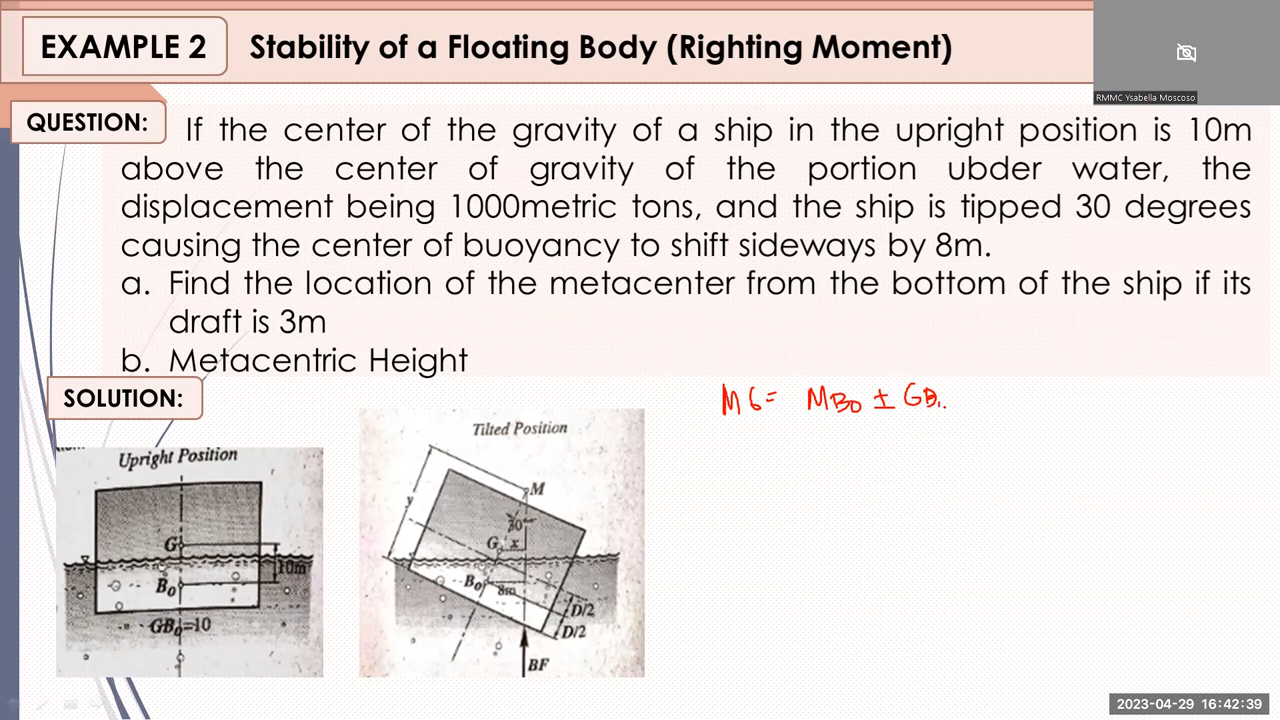 EXAMPLE 2
Stability of a Floating Body (Righting Moment)
RMMC Ysabella Moscoso
QUESTION:
If the center of the gravity of a ship in the upright position is 10m
above the center of gravity of the portion ubder water, the
displacement being 1000metric tons, and the ship is tipped 30 degrees
causing the center of buoyancy to shift sideways by 8m.
a. Find the location of the metacenter from the bottom of the ship if its
draft is 3m
b. Metacentric Height
SOLUTION:
MG = MB₀ ± GB₀
Upright Position
G
10m
B₀
GB₀=10
Tilted Position
M
y
30°
G x
B₀
8m
D/2
D/2
BF
2023-04-29 16:42:39